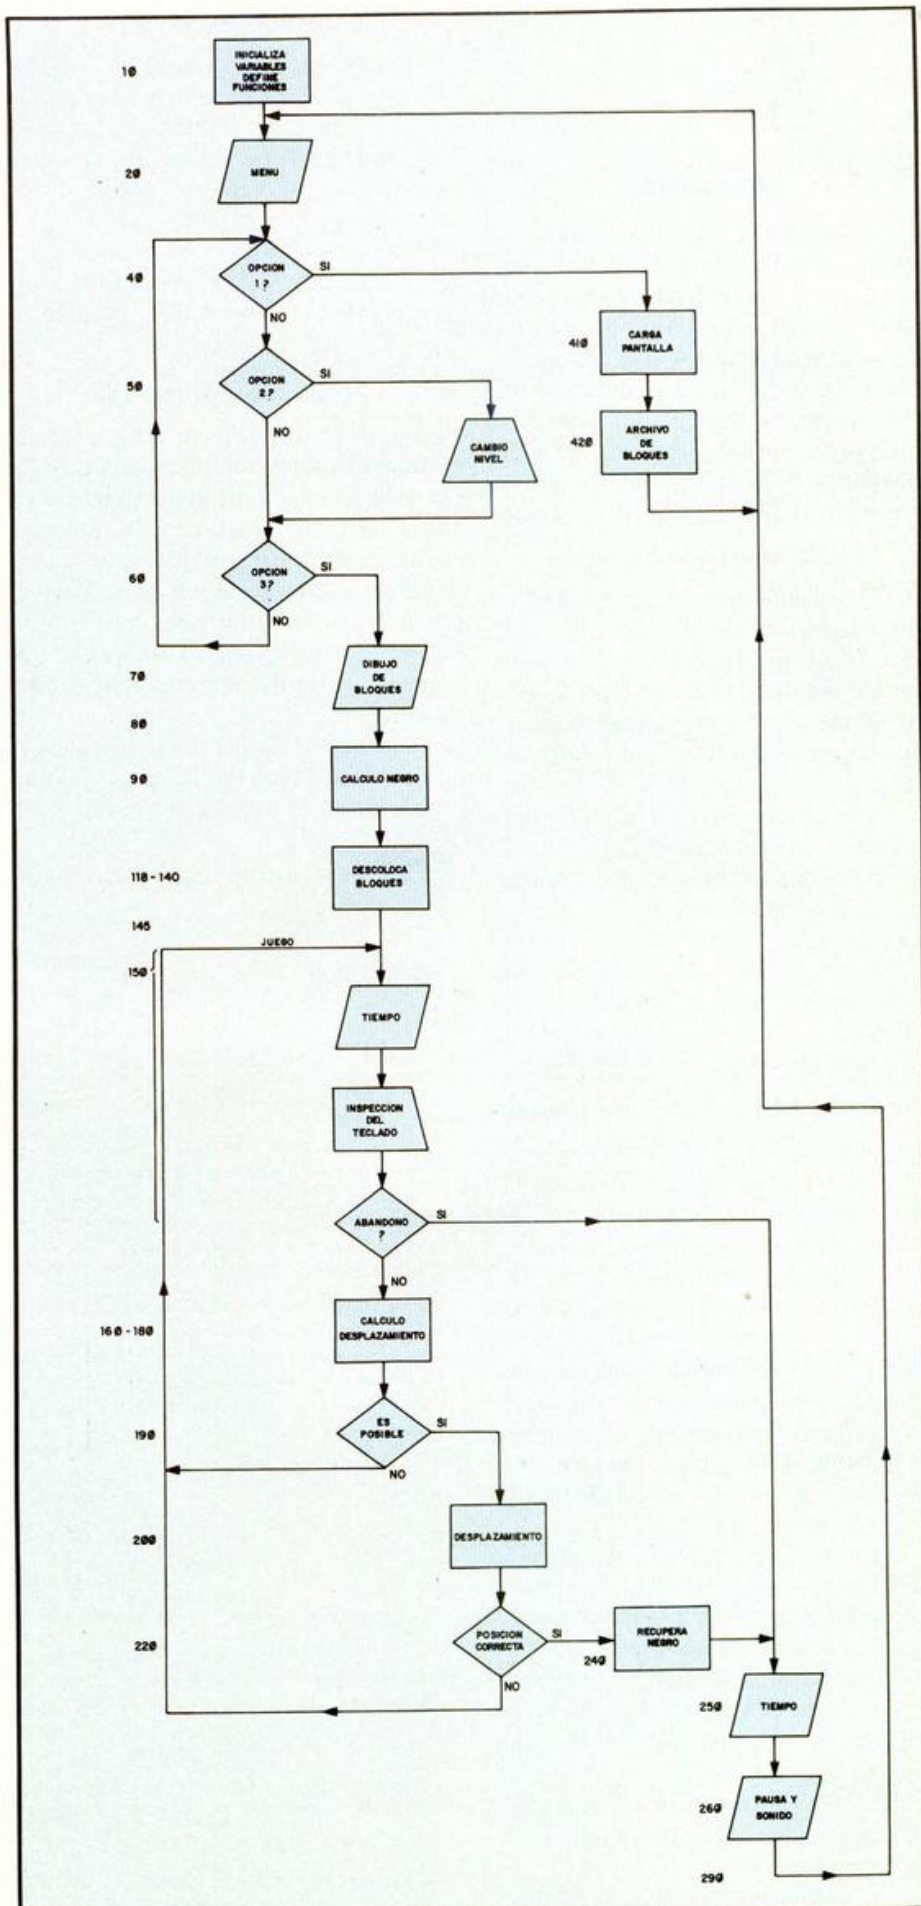 10
INICIALIZA
VARIABLES
DEFINE
FUNCIONES
20
MENU
40
OPCION
1?
SI
NO
410
CARGA
PANTALLA
50
OPCION
2?
SI
NO
CAMBIO
NIVEL
420
ARCHIVO
DE
BLOQUES
60
OPCION
3?
SI
NO
70
DIBUJO
DE
BLOQUES
80
90
CALCULO NEGRO
110-140
DESCOLOCA
BLOQUES
145
JUEGO
150
TIEMPO
INSPECCION
DEL
TECLADO
ABANDONO
?
SI
NO
160-180
CALCULO
DESPLAZAMIENTO
190
ES
POSIBLE
SI
NO
200
DESPLAZAMIENTO
220
POSICION
CORRECTA
SI
NO
240
RECUPERA
NEGRO
250
TIEMPO
260
PAUSA Y
SONIDO
290